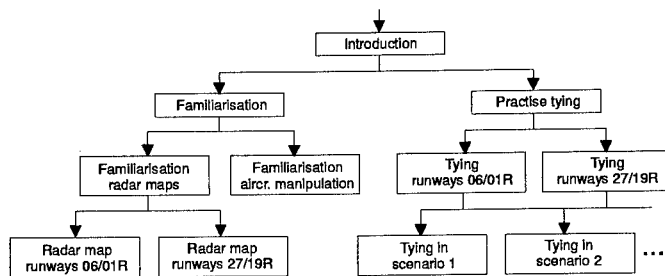 Introduction
Familiarisation
Practise tying
Familiarisation
radar maps
Familiarisation
aircr. manipulation
Tying
runways 06/01R
Tying
runways 27/19R
Radar map
runways 06/01R
Radar map
runways 27/19R
Tying in
scenario 1
Tying in
scenario 2
...